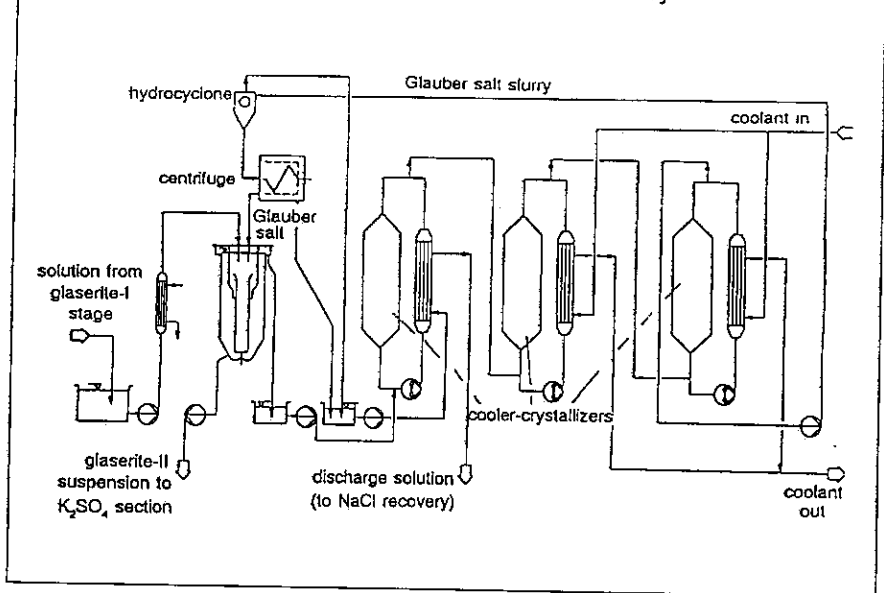 Glauber salt slurry
hydrocyclone
coolant in
centrifuge
Glauber
salt
solution from
glaserite-I
stage
cooler-crystallizers
glaserite-II
suspension to
K₂SO₄ section
discharge solution
(to NaCl recovery)
coolant
out